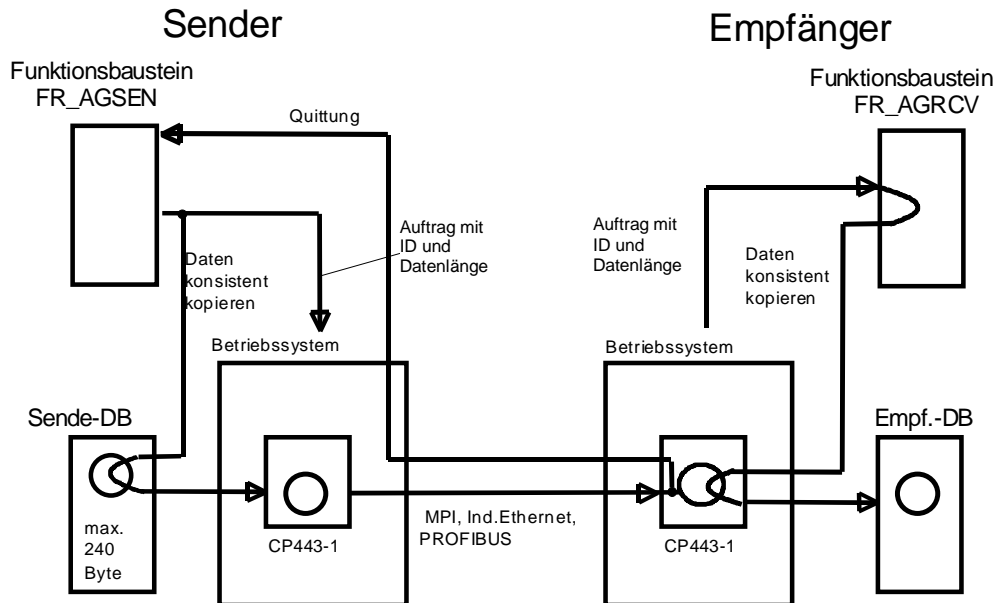 Sender
Empfänger
Funktionsbaustein
FR_AGSEN
Funktionsbaustein
FR_AGRCV
Quittung
Auftrag mit
ID und
Datenlänge
Daten
konsistent
kopieren
Auftrag mit
ID und
Datenlänge
Daten
konsistent
kopieren
Betriebssystem
Betriebssystem
Sende-DB
Empf.-DB
max.
240
Byte
CP443-1
MPI, Ind.Ethernet,
PROFIBUS
CP443-1